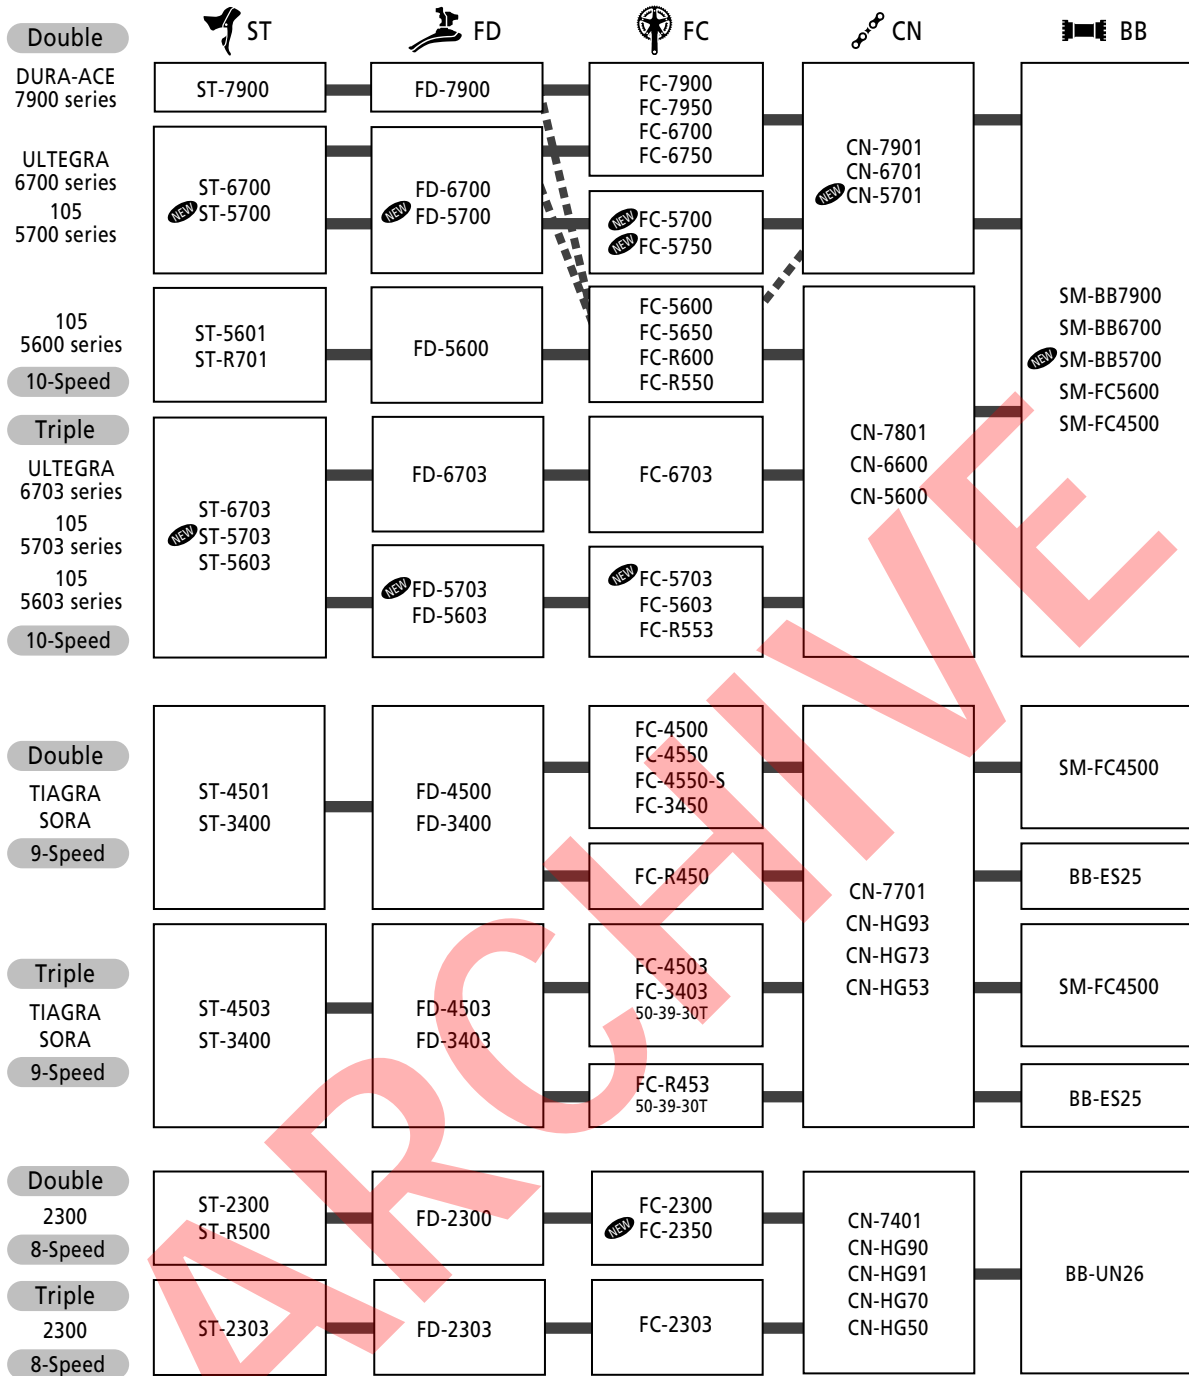 Double
ST
FD
FC
CN
BB
DURA-ACE
7900 series
ST-7900
FD-7900
FC-7900
FC-7950
FC-6700
FC-6750
CN-7901
CN-6701
NEW CN-5701
SM-BB7900
SM-BB6700
NEW SM-BB5700
SM-FC5600
SM-FC4500
ULTEGRA
6700 series
105
5700 series
ST-6700
NEW ST-5700
FD-6700
NEW FD-5700
NEW FC-5700
NEW FC-5750
105
5600 series
10-Speed
ST-5601
ST-R701
FD-5600
FC-5600
FC-5650
FC-R600
FC-R550
CN-7801
CN-6600
CN-5600
Triple
ULTEGRA
6703 series
105
5703 series
105
5603 series
10-Speed
ST-6703
NEW ST-5703
ST-5603
FD-6703
FC-6703
NEW FD-5703
FD-5603
NEW FC-5703
FC-5603
FC-R553
Double
TIAGRA
SORA
9-Speed
ST-4501
ST-3400
FD-4500
FD-3400
FC-4500
FC-4550
FC-4550-S
FC-3450
FC-R450
CN-7701
CN-HG93
CN-HG73
CN-HG53
SM-FC4500
BB-ES25
Triple
TIAGRA
SORA
9-Speed
ST-4503
ST-3400
FD-4503
FD-3403
FC-4503
FC-3403
50-39-30T
FC-R453
50-39-30T
SM-FC4500
BB-ES25
Double
2300
8-Speed
ST-2300
ST-R500
FD-2300
FC-2300
NEW FC-2350
CN-7401
CN-HG90
CN-HG91
CN-HG70
CN-HG50
BB-UN26
Triple
2300
8-Speed
ST-2303
FD-2303
FC-2303
ARCHIVE